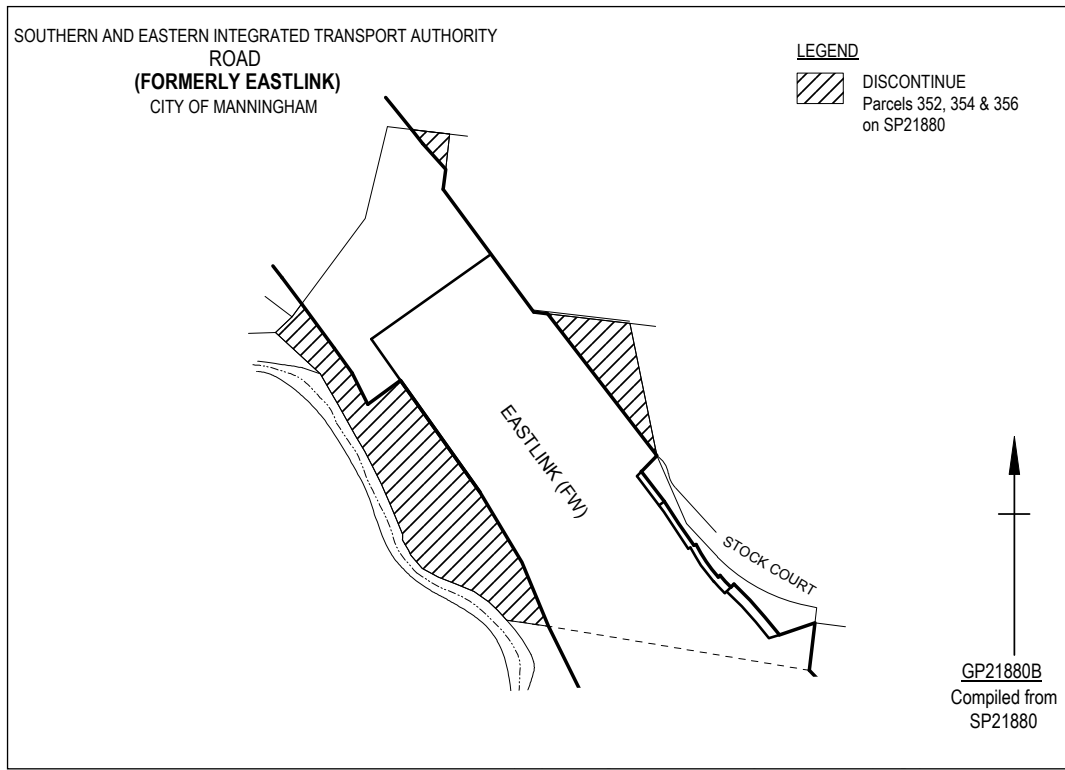 SOUTHERN AND EASTERN INTEGRATED TRANSPORT AUTHORITY
ROAD
(FORMERLY EASTLINK)
CITY OF MANNINGHAM
LEGEND
DISCONTINUE
Parcels 352, 354 & 356
on SP21880
EASTLINK (FW)
STOCK COURT
GP21880B
Compiled from
SP21880